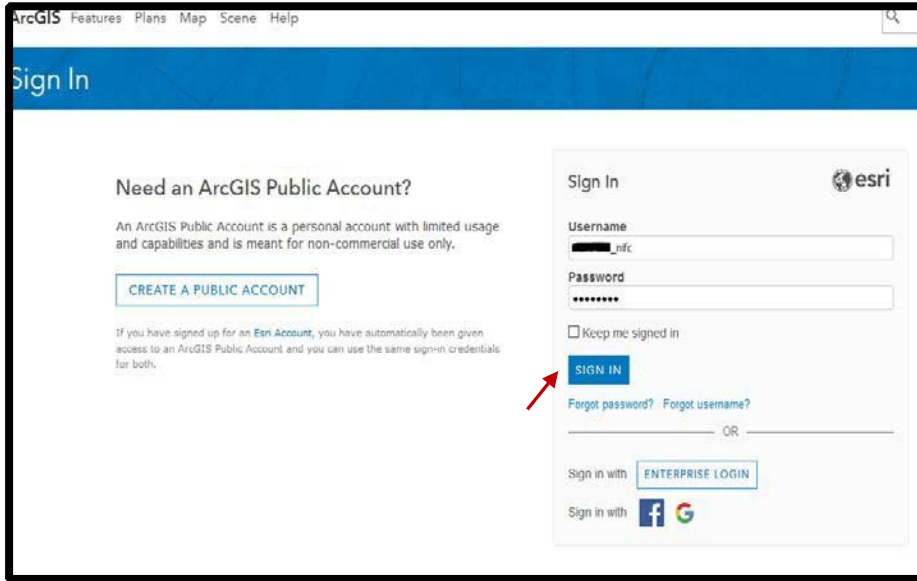 ArcGIS Features Plans Map Scene Help
Sign In
Need an ArcGIS Public Account?
An ArcGIS Public Account is a personal account with limited usage
and capabilities and is meant for non-commercial use only.
CREATE A PUBLIC ACCOUNT
If you have signed up for an Esri Account, you have automatically been given
access to an ArcGIS Public Account and you can use the same sign-in credentials
for both.
Sign In
esri
Username
_nifc
Password
Keep me signed in
SIGN IN
Forgot password? Forgot username?
OR
Sign in with ENTERPRISE LOGIN
Sign in with f G